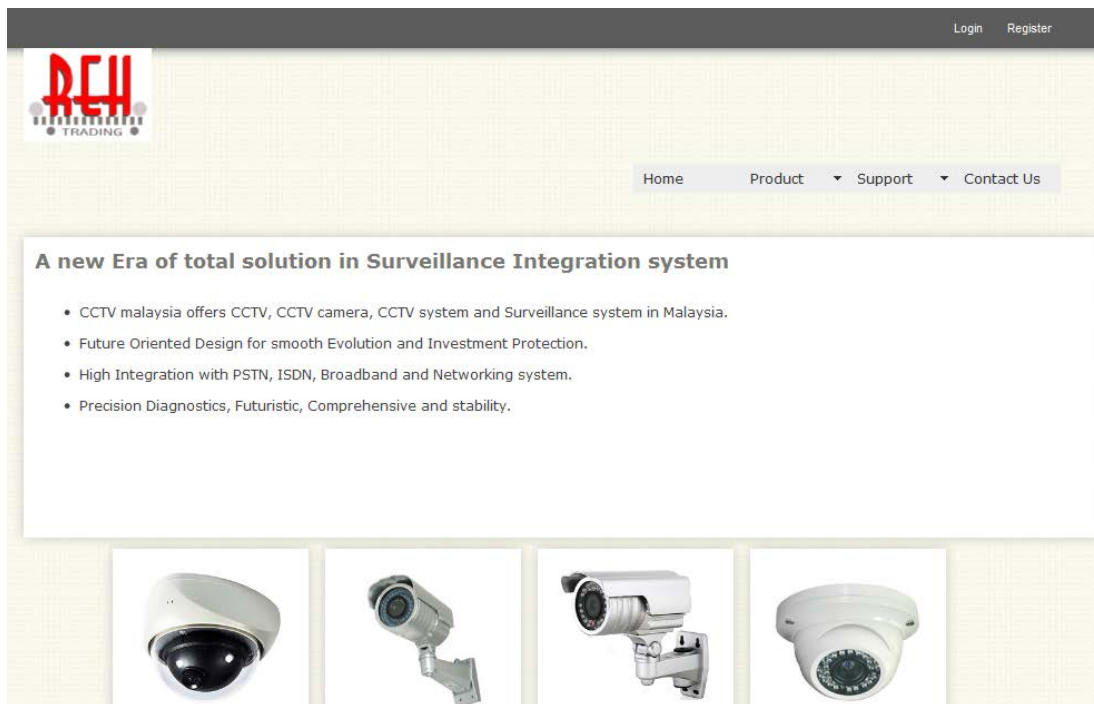 Login Register
REH
TRADING
Home Product Support Contact Us
A new Era of total solution in Surveillance Integration system
• CCTV malaysia offers CCTV, CCTV camera, CCTV system and Surveillance system in Malaysia.
• Future Oriented Design for smooth Evolution and Investment Protection.
• High Integration with PSTN, ISDN, Broadband and Networking system.
• Precision Diagnostics, Futuristic, Comprehensive and stability.